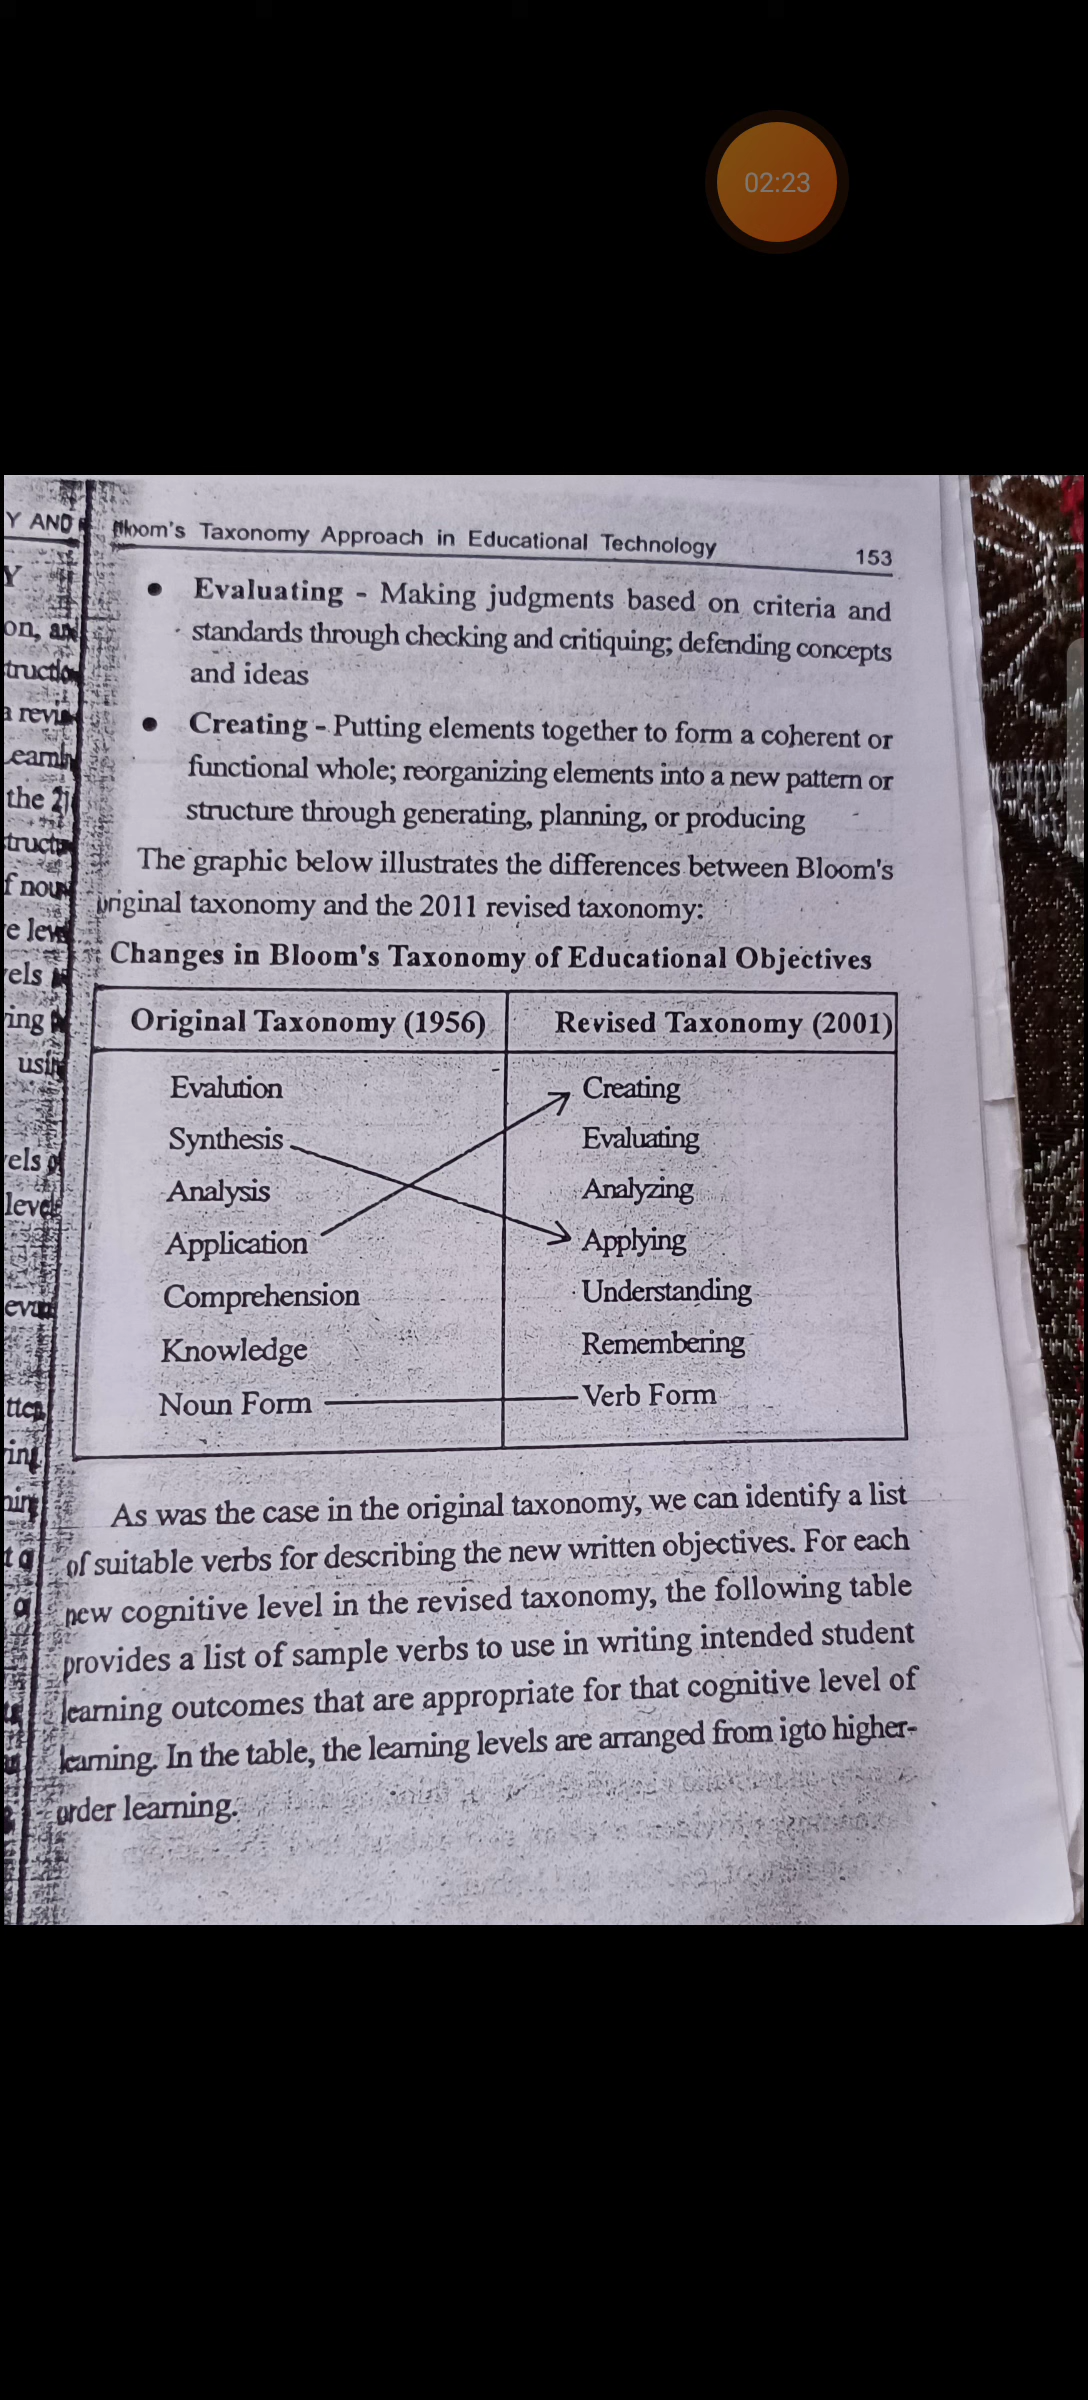 02:23
Y AND
Bloom's Taxonomy Approach in Educational Technology 153
• Evaluating - Making judgments based on criteria and
standards through checking and critiquing; defending concepts
and ideas
• Creating - Putting elements together to form a coherent or
functional whole; reorganizing elements into a new pattern or
structure through generating, planning, or producing
The graphic below illustrates the differences between Bloom's
original taxonomy and the 2011 revised taxonomy:
Changes in Bloom's Taxonomy of Educational Objectives
Original Taxonomy (1956) Revised Taxonomy (2001)
Evalution Creating
Synthesis Evaluating
Analysis Analyzing
Application Applying
Comprehension Understanding
Knowledge Remembering
Noun Form Verb Form
As was the case in the original taxonomy, we can identify a list
of suitable verbs for describing the new written objectives. For each
new cognitive level in the revised taxonomy, the following table
provides a list of sample verbs to use in writing intended student
learning outcomes that are appropriate for that cognitive level of
learning. In the table, the learning levels are arranged from igto higher-
order learning.